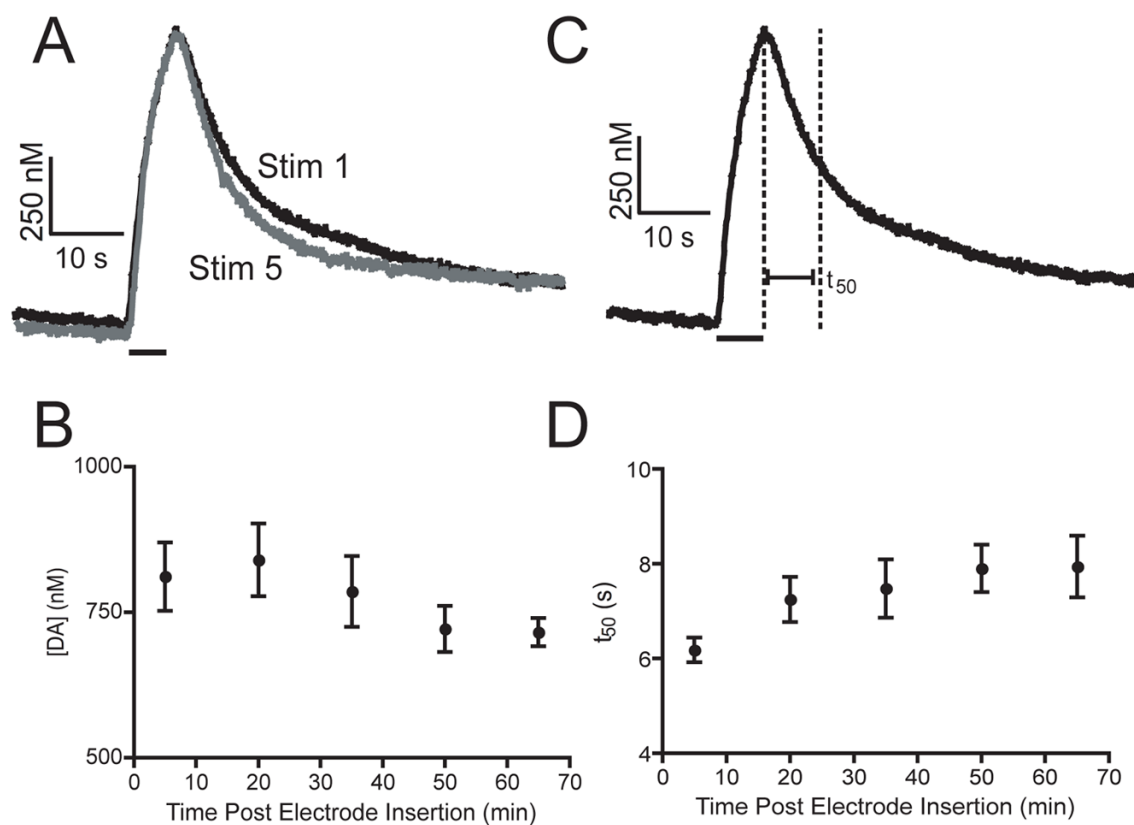 A
250 nM
10 s
Stim 1
Stim 5
C
250 nM
10 s
t50
B
[DA] (nM)
1000
750
500
0 10 20 30 40 50 60 70
Time Post Electrode Insertion (min)
D
t50 (s)
10
8
6
4
0 10 20 30 40 50 60 70
Time Post Electrode Insertion (min)